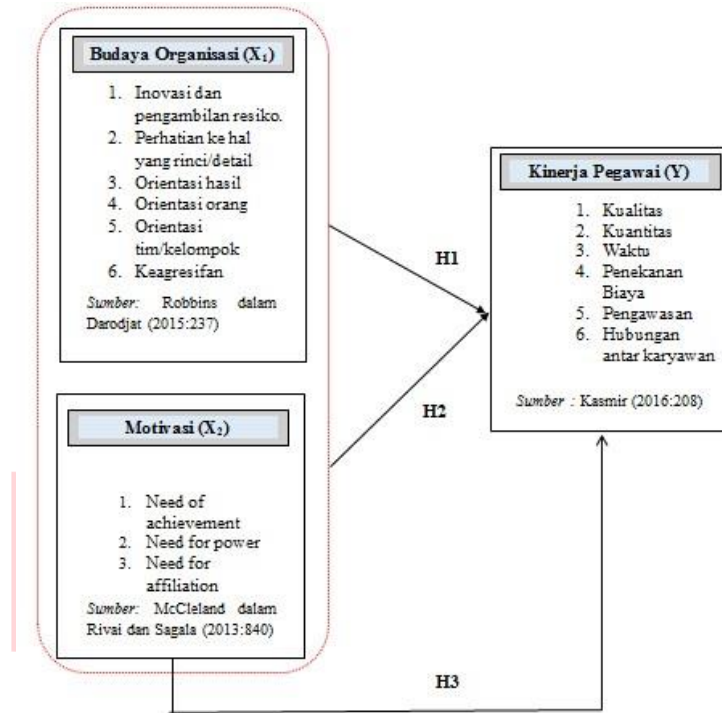 Budaya Organisasi (X₁)
1. Inovasi dan
pengambilan resiko.
2. Perhatian ke hal
yang rinci/detail
3. Orientasi hasil
4. Orientasi orang
5. Orientasi
tim/kelompok
6. Keagresifan
Sumber: Robbins dalam
Darodjat (2015:237)
Motivasi (X₂)
1. Need of
achievement
2. Need for power
3. Need for
affiliation
Sumber: McCleland dalam
Rivai dan Sagala (2013:840)
H1
H2
H3
Kinerja Pegawai (Y)
1. Kualitas
2. Kuantitas
3. Waktu
4. Penekanan
Biaya
5. Pengawasan
6. Hubungan
antar karyawan
Sumber : Kasmir (2016:208)